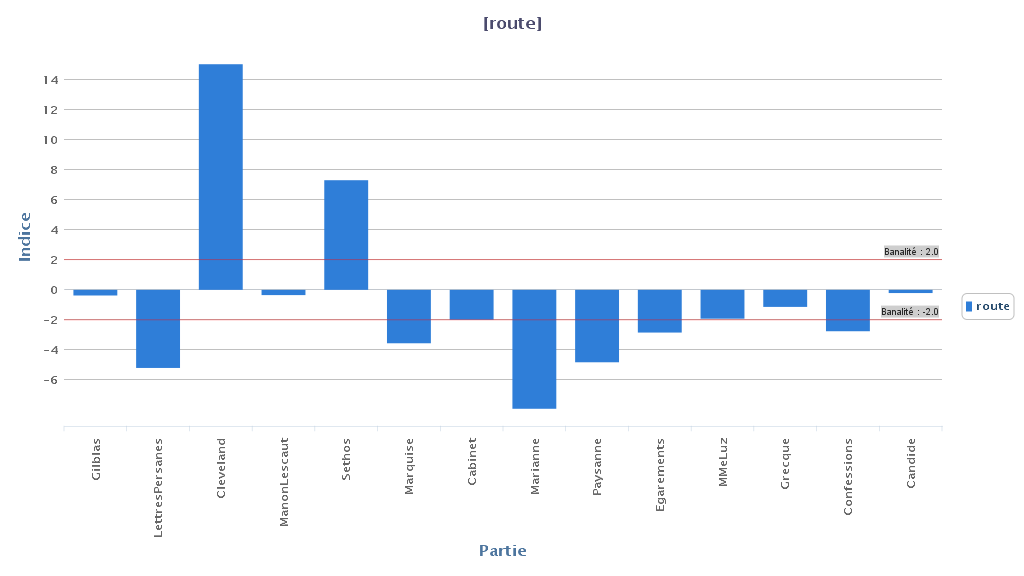 [route]
Indice
14
12
10
8
6
4
2
0
-2
-4
-6
Banalité : 2.0
Banalité : -2.0
route
Gilblas
LettresPersanes
Cleveland
ManonLescaut
Sethos
Marquise
Cabinet
Marianne
Paysanne
Egarements
MMeLuz
Grecque
Confessions
Candide
Partie